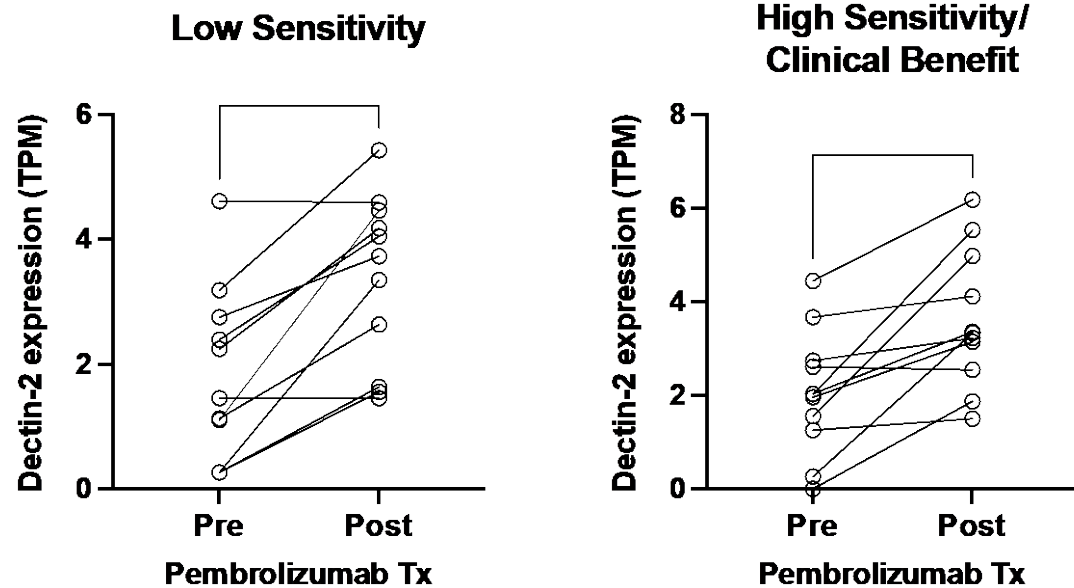 Low Sensitivity
Dectin-2 expression (TPM)
6
4
2
0
Pre Post
Pembrolizumab Tx
High Sensitivity/
Clinical Benefit
Dectin-2 expression (TPM)
8
6
4
2
0
Pre Post
Pembrolizumab Tx